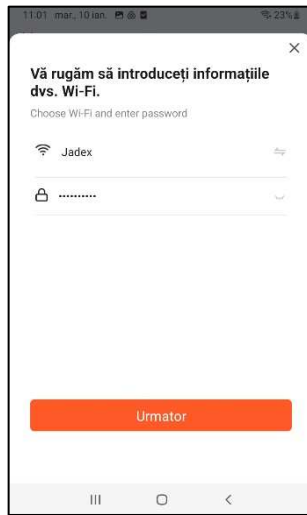 11:01 mar., 10 ian. 23%
Vă rugăm să introduceți informațiile
dvs. Wi-Fi.
Choose Wi-Fi and enter password
Jadex
••••••••••
Urmator